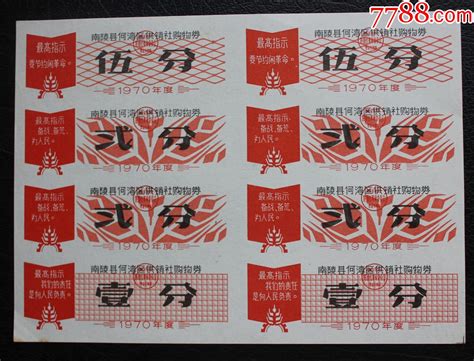 7788.com
南陵县何湾区供销社购物券
最高指示
要节约闹革命。
伍分
1970年度
南陵县何湾区供销社购物券
最高指示
要节约闹革命。
伍分
1970年度
南陵县何湾区供销社购物券
最高指示
备战、备荒、
为人民。
弍分
1970年度
南陵县何湾区供销社购物券
最高指示
备战、备荒、
为人民。
弍分
1970年度
南陵县何湾区供销社购物券
最高指示
备战、备荒、
为人民。
弍分
1970年度
南陵县何湾区供销社购物券
最高指示
备战、备荒、
为人民。
弍分
1970年度
南陵县何湾区供销社购物券
最高指示
我们的责任
是向人民负责。
壹分
1970年度
南陵县何湾区供销社购物券
最高指示
我们的责任
是向人民负责。
壹分
1970年度